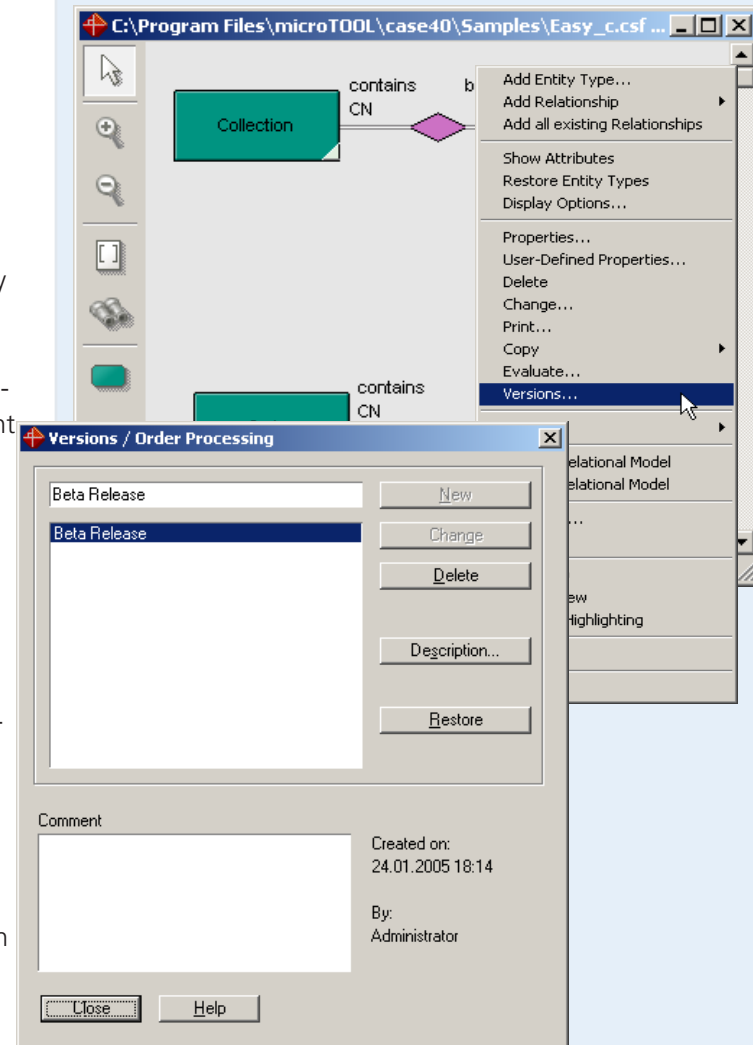 C:\Program Files\microTOOL\case40\Samples\Easy_c.csf ...
contains
CN
b
Collection
Add Entity Type...
Add Relationship
Add all existing Relationships
Show Attributes
Restore Entity Types
Display Options...
Properties...
User-Defined Properties...
Delete
Change...
Print...
Copy
Evaluate...
Versions...
contains
CN
Versions / Order Processing
elational Model
elational Model
...
ew
Highlighting
Beta Release
New
Beta Release
Change
Delete
Description...
Restore
Comment
Created on:
24.01.2005 18:14
By:
Administrator
Close
Help